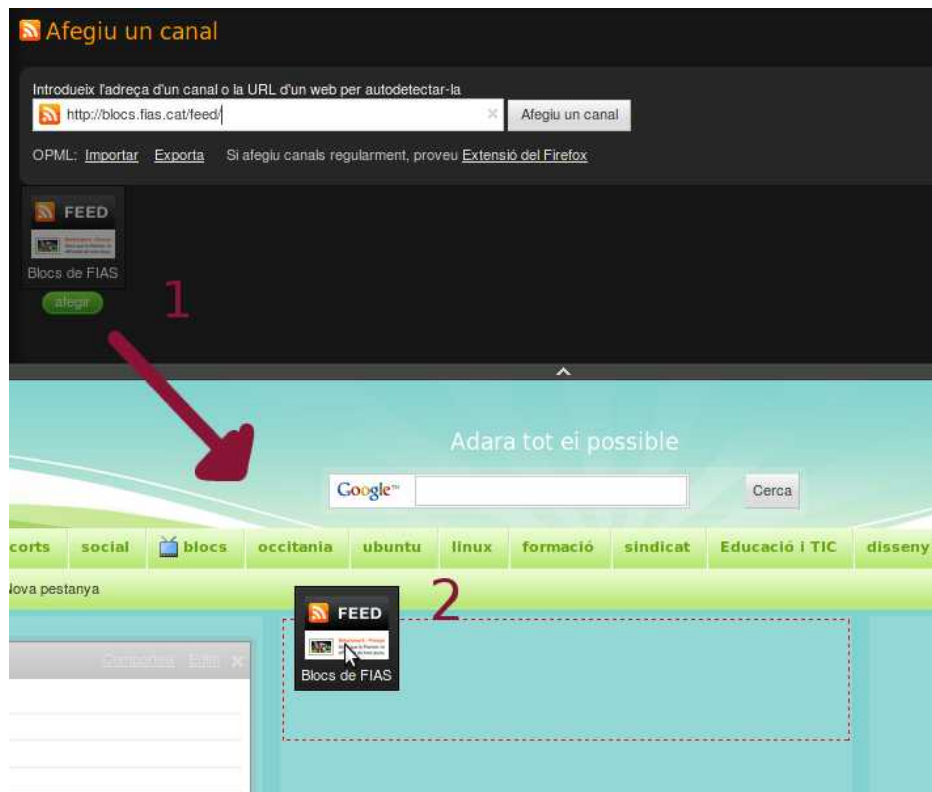 Afegiu un canal
Introdueix l'adreça d'un canal o la URL d'un web per autodetectar-la
http://blocs.fias.cat/feed/
Afegiu un canal
OPML: Importar Exporta Si afegiu canals regularment, proveu Extensió del Firefox
FEED
Blocs de FIAS
afegir
1
Adara tot ei possible
Google™
Cerca
corts social blocs occitania ubuntu linux formació sindicat Educació i TIC disseny
Nova pestanya
2
FEED
Blocs de FIAS
Comparteix Edita